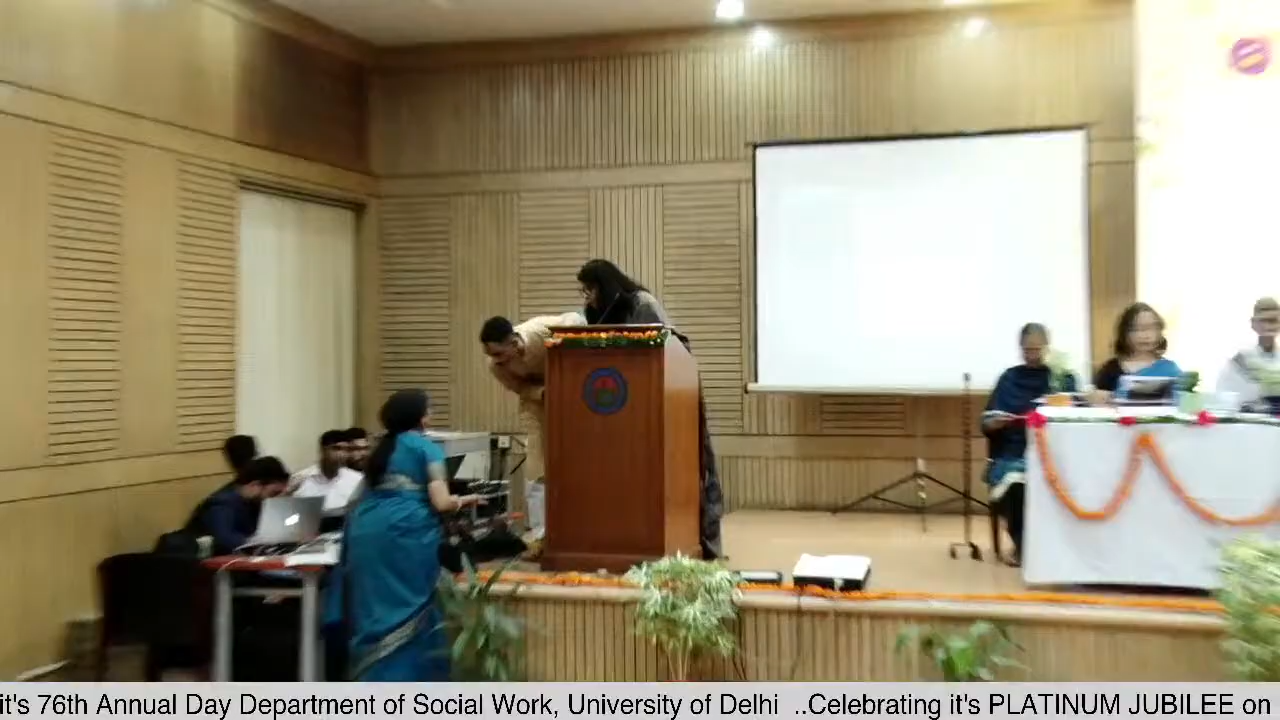 it's 76th Annual Day Department of Social Work, University of Delhi ..Celebrating it's PLATINUM JUBILEE on